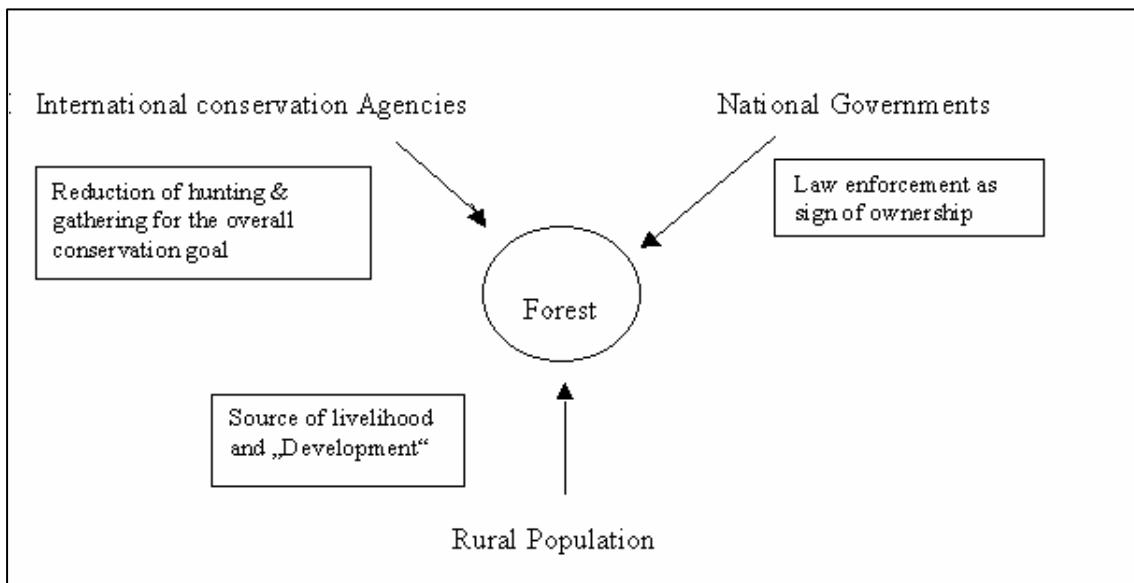 International conservation Agencies
National Governments
Reduction of hunting &
gathering for the overall
conservation goal
Law enforcement as
sign of ownership
Forest
Source of livelihood
and „Development“
Rural Population